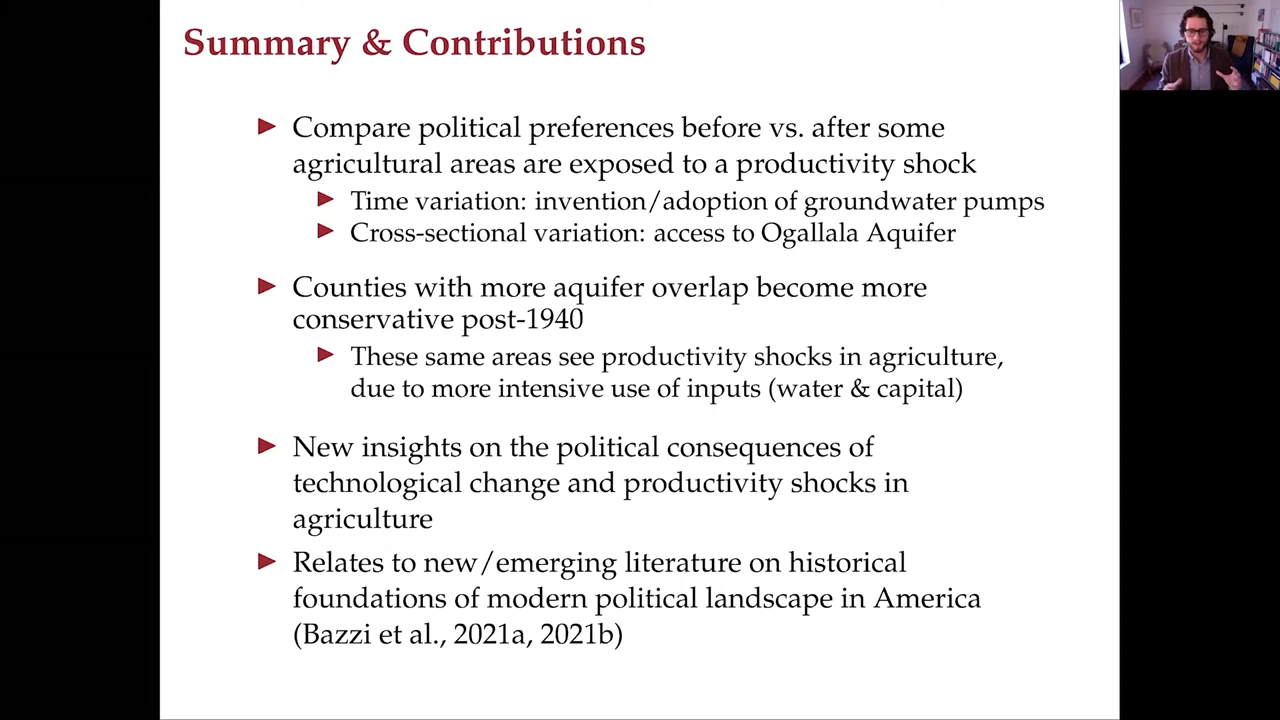 Summary & Contributions
Compare political preferences before vs. after some
agricultural areas are exposed to a productivity shock
Time variation: invention/adoption of groundwater pumps
Cross-sectional variation: access to Ogallala Aquifer
Counties with more aquifer overlap become more
conservative post-1940
These same areas see productivity shocks in agriculture,
due to more intensive use of inputs (water & capital)
New insights on the political consequences of
technological change and productivity shocks in
agriculture
Relates to new/emerging literature on historical
foundations of modern political landscape in America
(Bazzi et al., 2021a, 2021b)